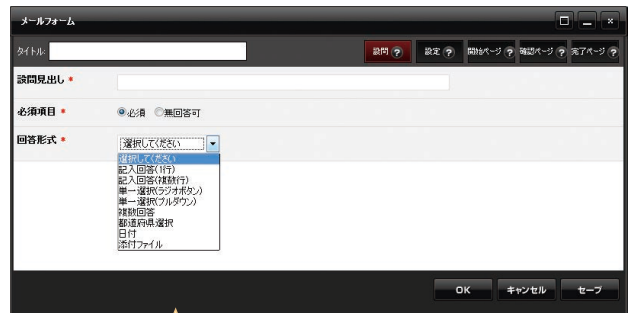 メールフォーム
タイトル:
設問 ? 設定 ? 開始ページ ? 確認ページ ? 完了ページ ?
設問見出し *
必須項目 * 必須 無回答可
回答形式 * 選択してください
選択してください
記入回答(1行)
記入回答(複数行)
単一選択(ラジオボタン)
単一選択(プルダウン)
複数回答
都道府県選択
日付
添付ファイル
OK キャンセル セーブ